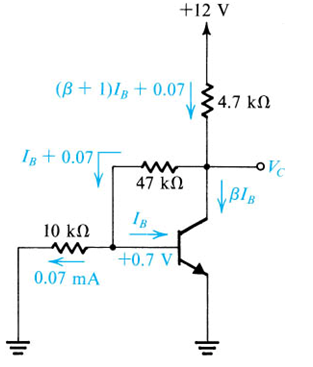 +12 V
(β + 1)I_B + 0.07
4.7 kΩ
I_B + 0.07
47 kΩ
V_C
βI_B
I_B
10 kΩ
+0.7 V
0.07 mA